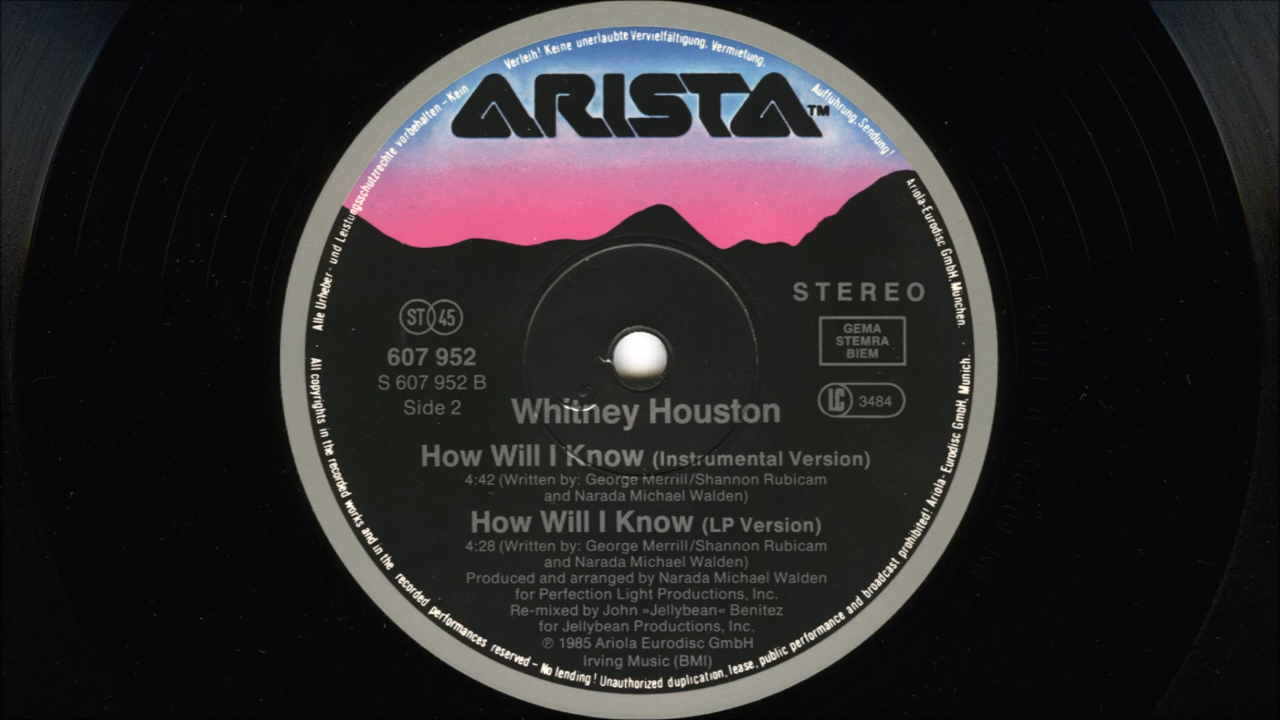 Alle Urheber- und Leistungsschutzrechte vorbehalten - Kein Verleih! Keine unerlaubte Vervielfältigung, Vermietung, Aufführung, Sendung!
ARISTA™
Ariola-Eurodisc GmbH, München.
STEREO
ST 45
GEMA
STEMRA
BIEM
607 952
S 607 952 B
Side 2
LC 3484
Whitney Houston
How Will I Know (Instrumental Version)
4:42 (Written by: George Merrill/Shannon Rubicam
and Narada Michael Walden)
How Will I Know (LP Version)
4:28 (Written by: George Merrill/Shannon Rubicam
and Narada Michael Walden)
Produced and arranged by Narada Michael Walden
for Perfection Light Productions, Inc.
Re-mixed by John »Jellybean« Benitez
for Jellybean Productions, Inc.
℗ 1985 Ariola Eurodisc GmbH
Irving Music (BMI)
All copyrights in the recorded works and in the recorded performances reserved - No lending! Unauthorized duplication, lease, public performance and broadcast prohibited! Ariola-Eurodisc GmbH, Munich.